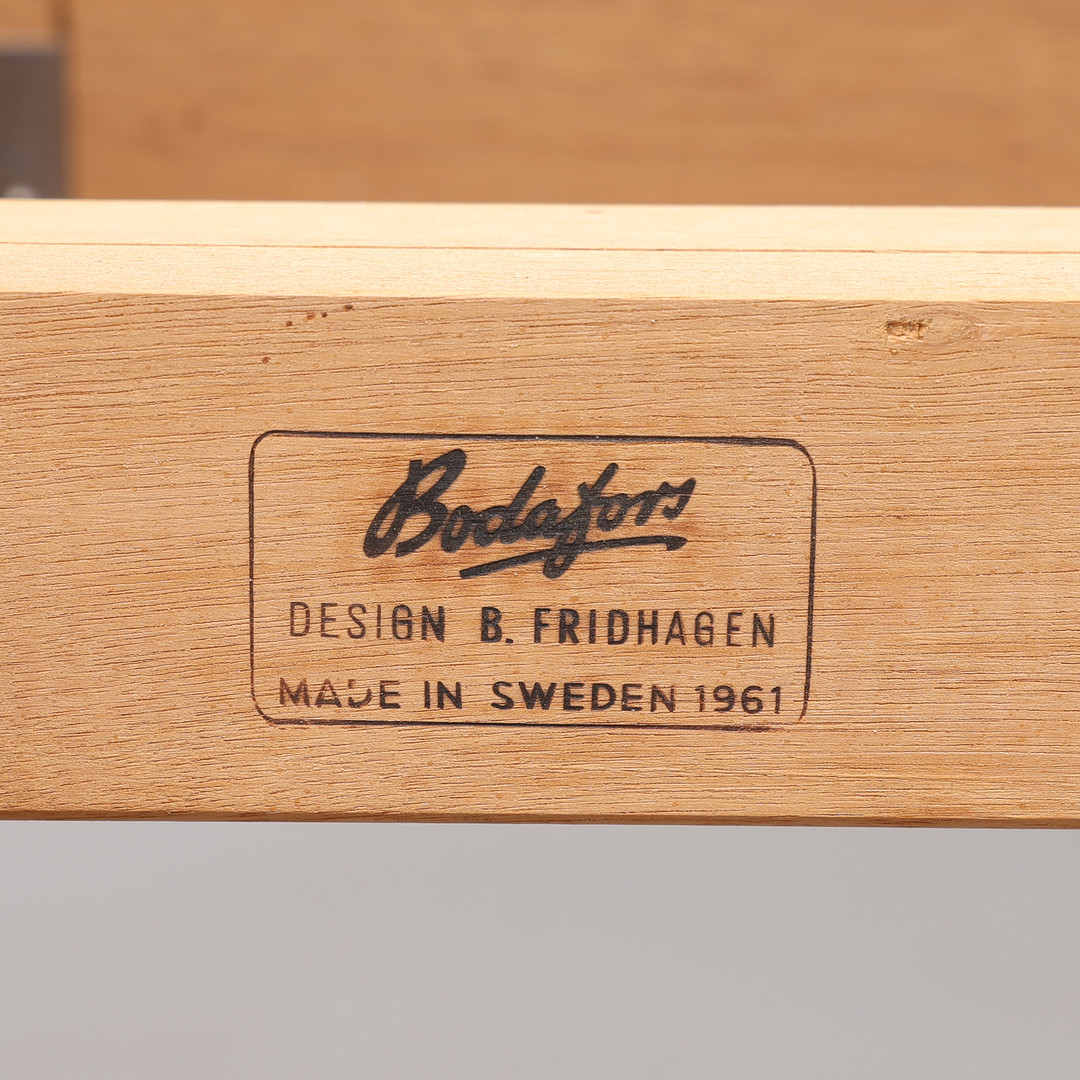 Bodafors
DESIGN B. FRIDHAGEN
MADE IN SWEDEN 1961